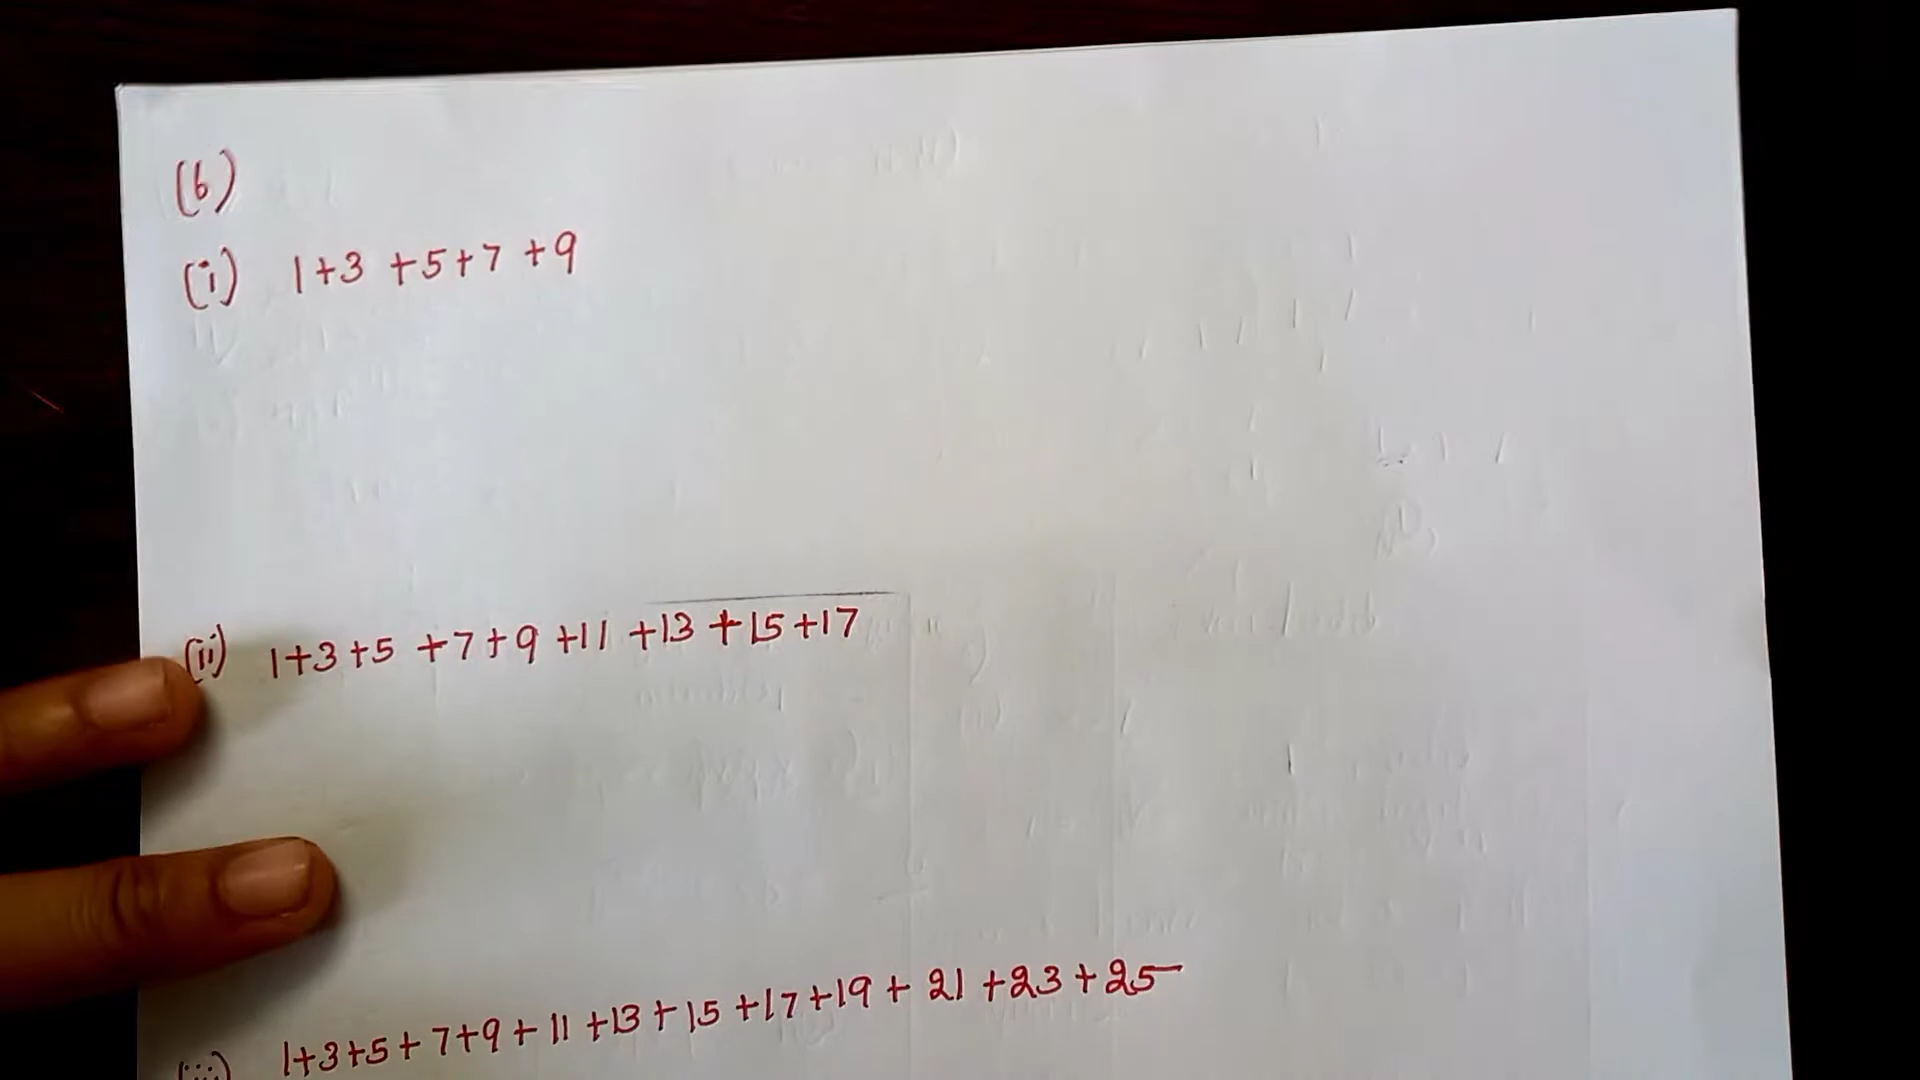 (6)
(i) 1+3 +5+7 +9
(ii) 1+3+5 +7+9 +11 +13 +15+17
(iii) 1+3+5+7+9+11+13+15+17+19+21+23+25